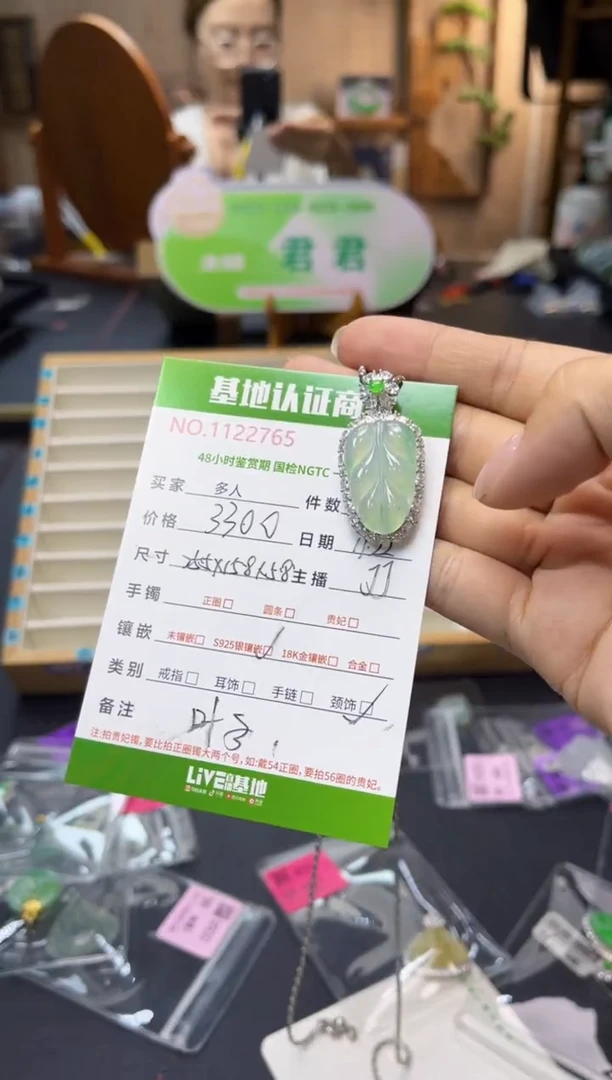 君君
基地认证商
NO.1122765
48小时鉴赏期 国检NGTC
买家 多人 件数
价格 3300 日期
尺寸 主播 JJ
手镯 正圈□ 圆条□ 贵妃□
镶嵌 未镶嵌□ S925银镶嵌☑ 18K金镶嵌□ 合金□
类别 戒指□ 耳饰□ 手链□ 颈饰☑
备注 叶子
注:拍贵妃镯,要比拍正圈镯大两个号,如:戴54正圈,要拍56圈的贵妃。
LIVE 基地